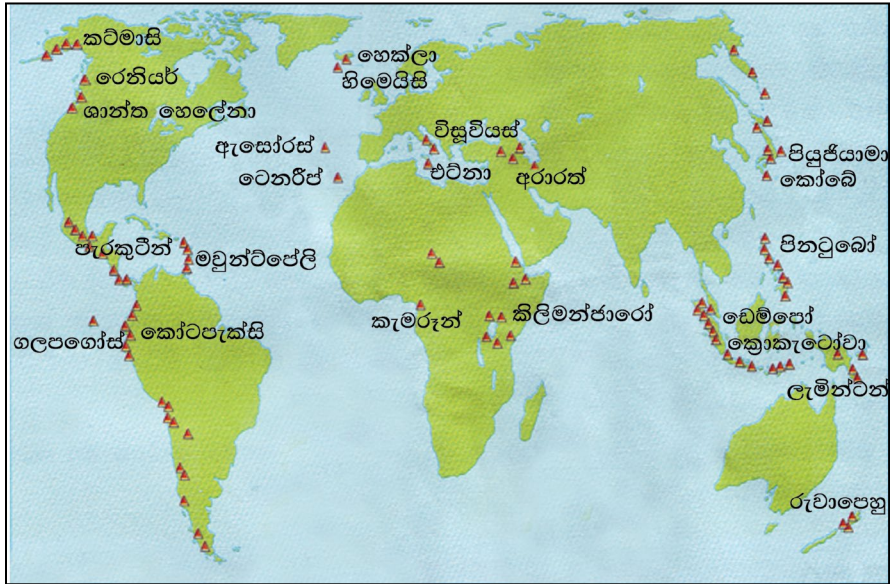 කට්මාසි
හෙක්ලා
හිමෙයිසි
රෙනියර්
ශාන්ත හෙලේනා
විසූවියස්
ඇසෝරස්
පියුජියාමා
ටෙනරීප්
එට්නා
අරාරත්
කෝබේ
පැරකුටීන්
මවුන්ට්පේලි
පිනටුබෝ
කැමරූන්
කිලිමන්ජාරෝ
ඩෙම්පෝ
ගලපගෝස්
කෝටපැක්සි
ක්‍රොකැටෝවා
ලැමින්ටන්
රුවාපෙහු